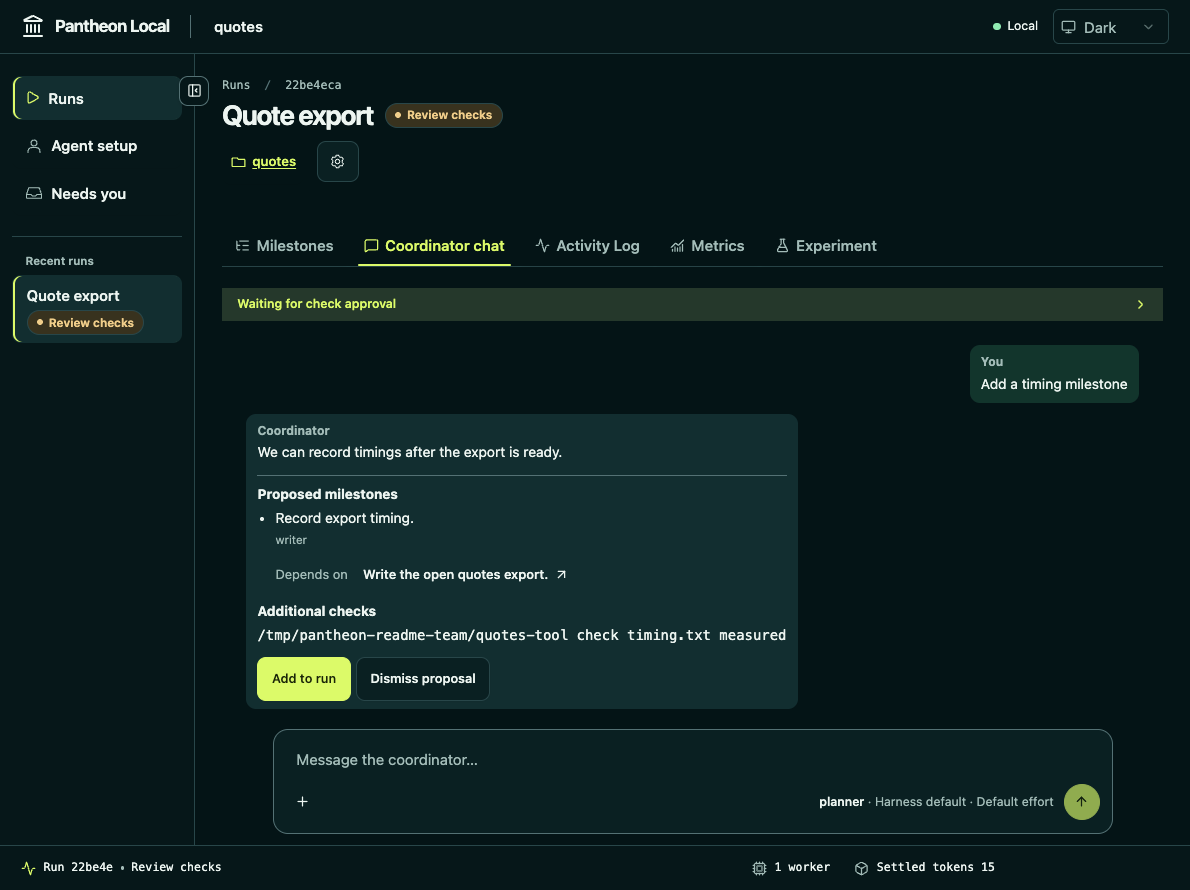 Pantheon Local
quotes
Local
Dark
Runs
Agent setup
Needs you
Recent runs
Quote export
Review checks
Runs / 22be4eca
Quote export
Review checks
quotes
Milestones
Coordinator chat
Activity Log
Metrics
Experiment
Waiting for check approval
You
Add a timing milestone
Coordinator
We can record timings after the export is ready.
Proposed milestones
• Record export timing.
writer
Depends on Write the open quotes export.
Additional checks
/tmp/pantheon-readme-team/quotes-tool check timing.txt measured
Add to run
Dismiss proposal
Message the coordinator...
planner · Harness default · Default effort
Run 22be4e • Review checks
1 worker
Settled tokens 15